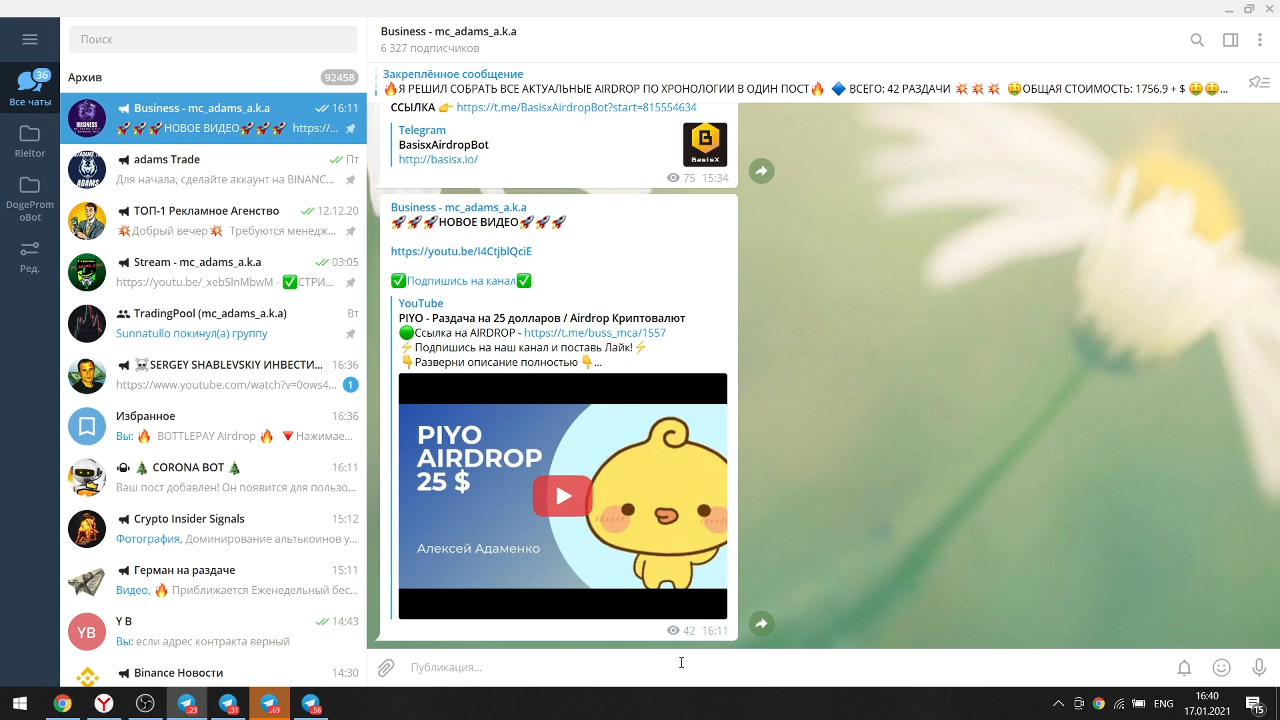 Поиск
Архив
92458
36
Все чаты
Rieltor
DogePromoBot
Ред.
Business - mc_adams_a.k.a
16:11
🚀🚀🚀НОВОЕ ВИДЕО🚀🚀🚀 https://...
adams Trade
Пт
Для начала, сделайте аккаунт на BINANC...
ТОП-1 Рекламное Агенство
12.12.20
💥Добрый вечер💥 Требуются менедж...
Stream - mc_adams_a.k.a
03:05
https://youtu.be/_xebSlnMbwM - ✅СТРИ...
TradingPool (mc_adams_a.k.a)
Вт
Sunnatullo покинул(а) группу
☠️SERGEY SHABLEVSKIY ИНВЕСТИ...
16:36
https://www.youtube.com/watch?v=0ows4...
1
Избранное
16:36
Вы: 🔥 BOTTLEPAY Airdrop 🔥 🔻Нажимае...
🎄 CORONA BOT 🎄
16:11
Ваш пост добавлен! Он появится для пользо...
Crypto Insider Signals
15:12
Фотография, Доминирование альткоинов у...
Герман на раздаче
15:11
Видео, 🔥 Приближается Еженедельный бес...
YB
Y B
14:43
Вы: если адрес контракта верный
Binance Новости
14:30
Business - mc_adams_a.k.a
6 327 подписчиков
Закреплённое сообщение
🔥Я РЕШИЛ СОБРАТЬ ВСЕ АКТУАЛЬНЫЕ AIRDROP ПО ХРОНОЛОГИИ В ОДИН ПОСТ🔥 🔷 ВСЕГО: 42 РАЗДАЧИ 💥💥💥 🤑ОБЩАЯ СТОИМОСТЬ: 1756.9 + $ 🤑🤑...
ССЫЛКА 👉 https://t.me/BasisxAirdropBot?start=815554634
Telegram
BasisxAirdropBot
http://basisx.io/
BasisX
75 15:34
Business - mc_adams_a.k.a
🚀🚀🚀НОВОЕ ВИДЕО🚀🚀🚀
https://youtu.be/I4CtjblQciE
✅Подпишись на канал✅
YouTube
PIYO - Раздача на 25 долларов / Airdrop Криптовалют
🟢Ссылка на AIRDROP - https://t.me/buss_mca/1557
⚡Подпишись на наш канал и поставь Лайк!⚡
👇Разверни описание полностью 👇...
PIYO
AIRDROP
25 $
Алексей Адаменко
42 16:11
Публикация...
..23
..31
..69
..56
ENG
16:40
17.01.2021
15